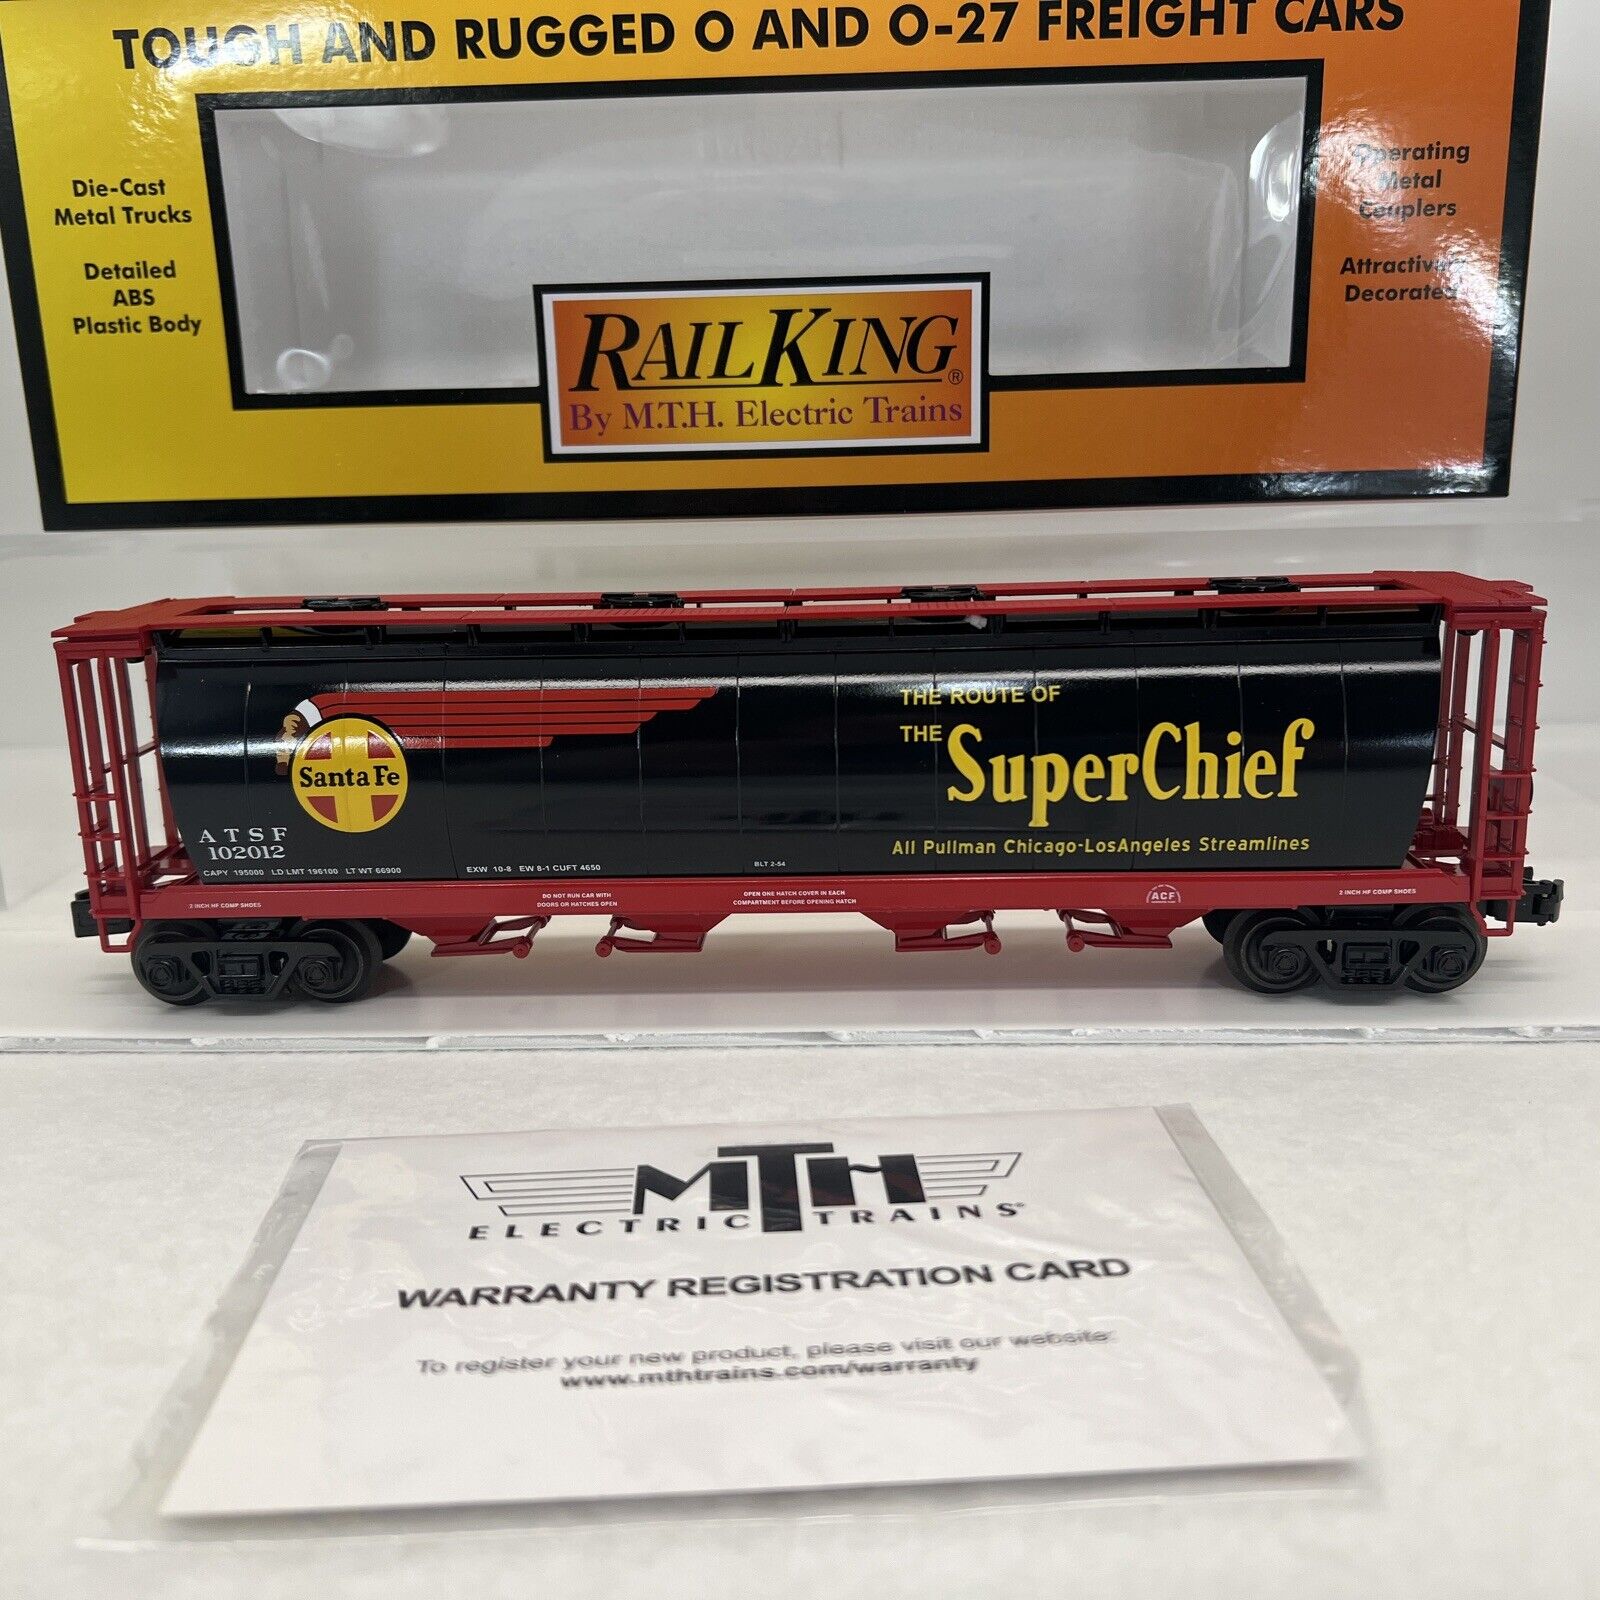 TOUGH AND RUGGED O AND O-27 FREIGHT CARS
Die-Cast
Metal Trucks
Detailed
ABS
Plastic Body
Operating
Metal
Couplers
Attractively
Decorated
RAILKING®
By M.T.H. Electric Trains
Santa Fe
ATSF
102012
CAPY 195000 LD LMT 196100 LT WT 66900
EXW 10-8 EW 8-1 CUFT 4650
BLT 2-54
THE ROUTE OF
THE SuperChief
All Pullman Chicago-LosAngeles Streamlines
2 INCH HF COMP SHOES
DO NOT RUN CAR WITH
DOORS OR HATCHES OPEN
OPEN ONE HATCH COVER IN EACH
COMPARTMENT BEFORE OPENING HATCH
ACF
2 INCH HF COMP SHOES
MTH
ELECTRIC TRAINS®
WARRANTY REGISTRATION CARD
To register your new product, please visit our website:
www.mthtrains.com/warranty